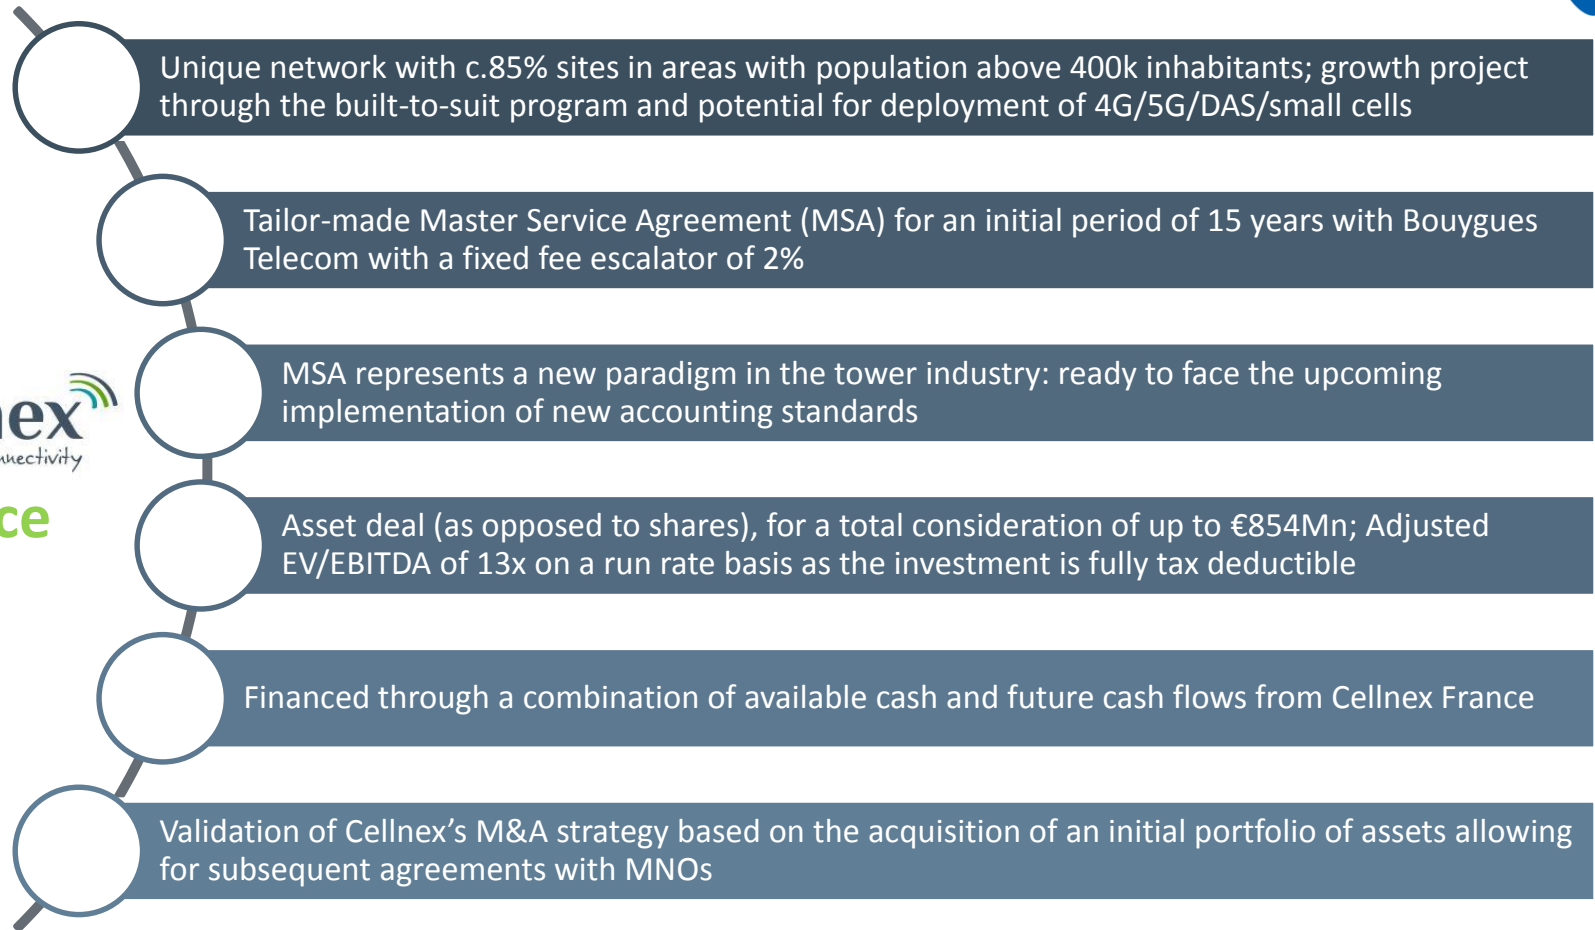 Unique network with c.85% sites in areas with population above 400k inhabitants; growth project
through the built-to-suit program and potential for deployment of 4G/5G/DAS/small cells
Tailor-made Master Service Agreement (MSA) for an initial period of 15 years with Bouygues
Telecom with a fixed fee escalator of 2%
MSA represents a new paradigm in the tower industry: ready to face the upcoming
implementation of new accounting standards
nex
nnectivity
ce
Asset deal (as opposed to shares), for a total consideration of up to €854Mn; Adjusted
EV/EBITDA of 13x on a run rate basis as the investment is fully tax deductible
Financed through a combination of available cash and future cash flows from Cellnex France
Validation of Cellnex’s M&A strategy based on the acquisition of an initial portfolio of assets allowing
for subsequent agreements with MNOs